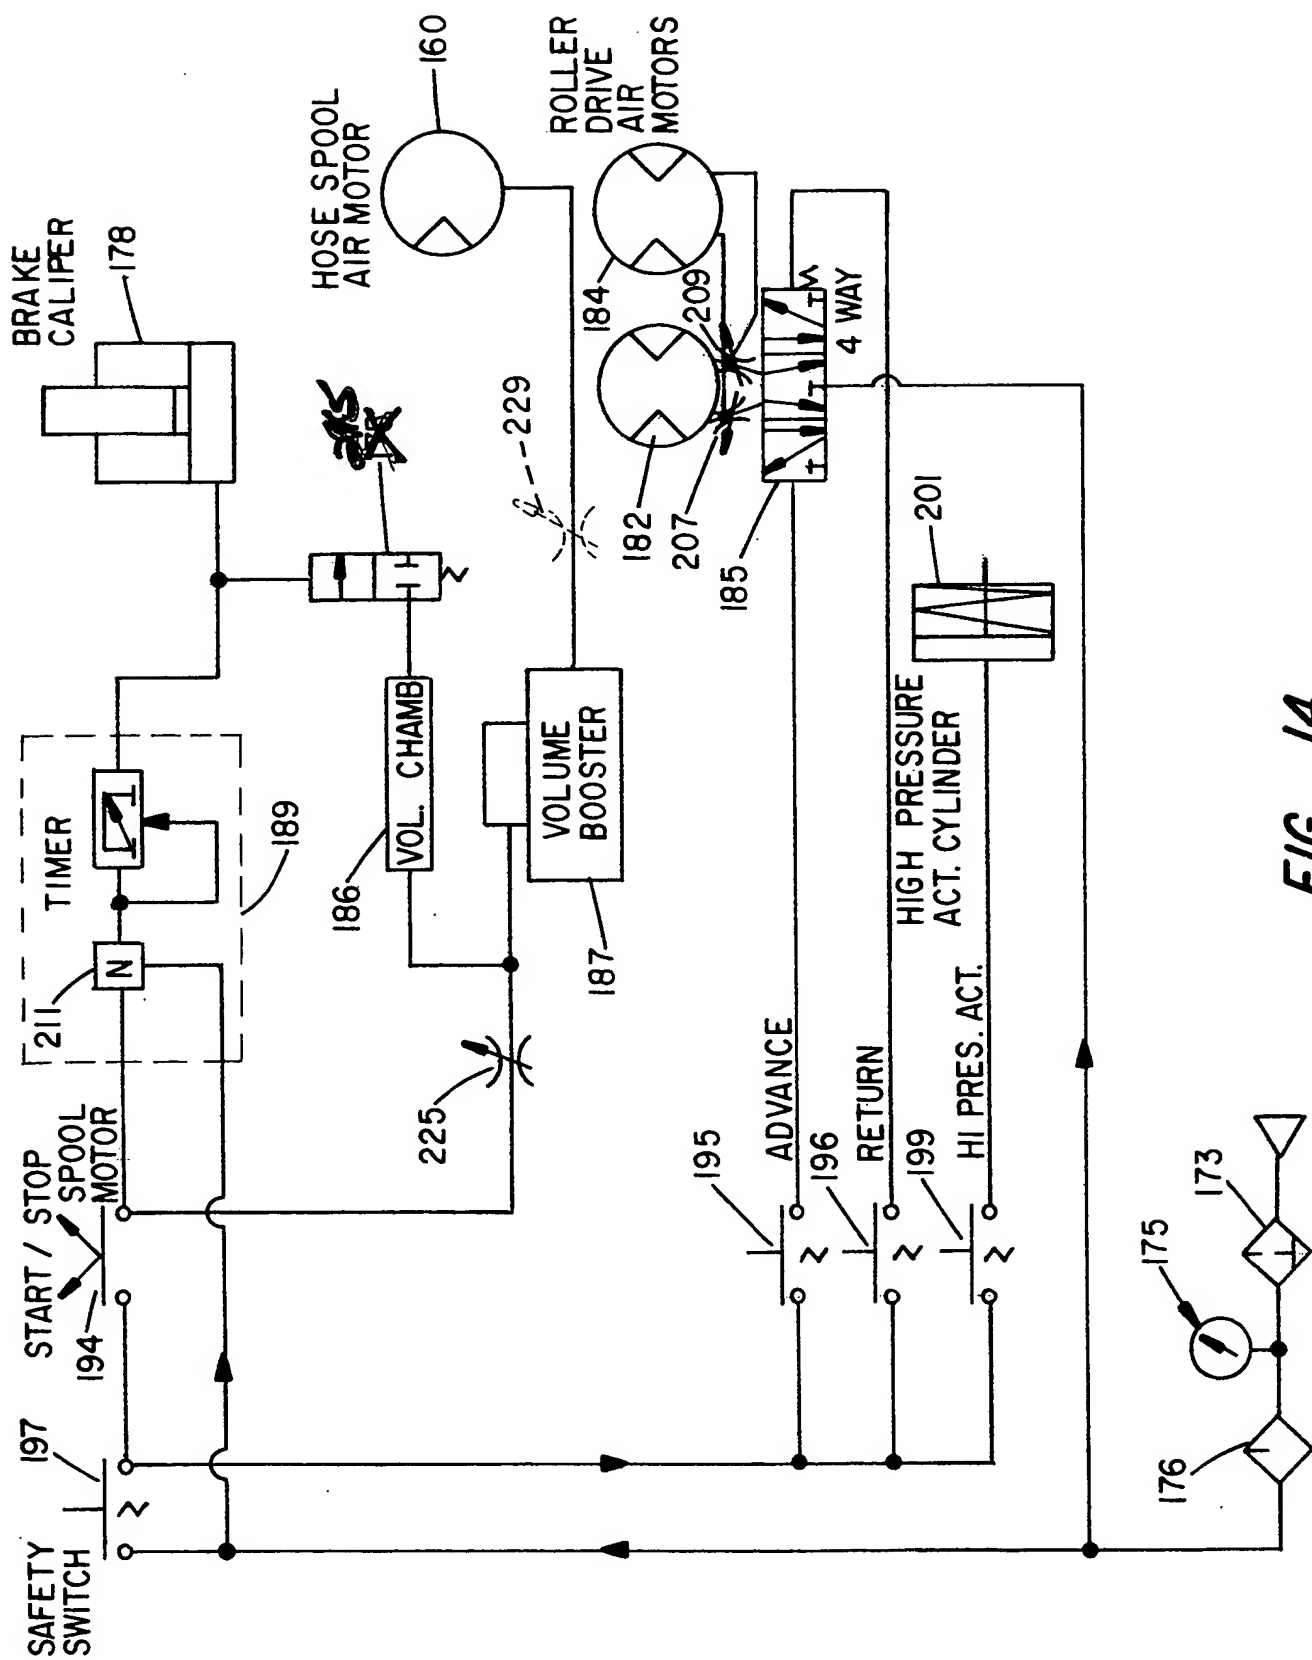 SAFETY
SWITCH
197
START / STOP
SPOOL
MOTOR
194
211
N
TIMER
189
BRAKE
CALIPER
178
186
VOL. CHAMB
225
VOLUME
BOOSTER
187
HOSE SPOOL
AIR MOTOR
160
229
ROLLER
DRIVE
AIR
MOTORS
184
182
209
207
185
4 WAY
195
ADVANCE
196
RETURN
199
HI PRES. ACT.
HIGH PRESSURE
ACT. CYLINDER
201
176
175
173